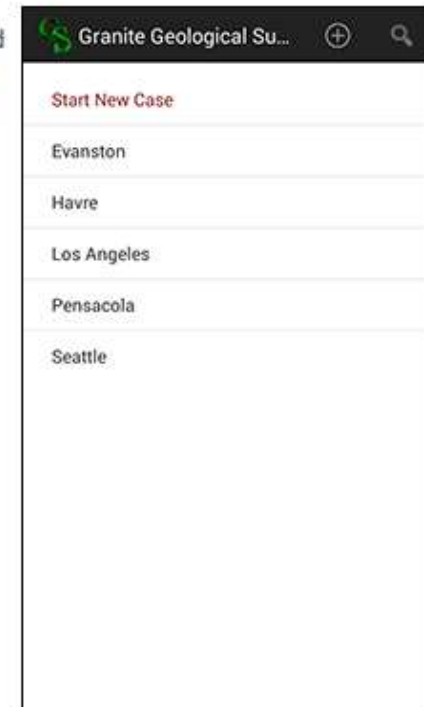 Granite Geological Su...
Start New Case
Evanston
Havre
Los Angeles
Pensacola
Seattle